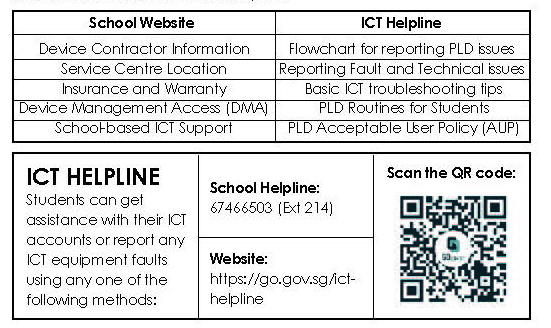 School Website
ICT Helpline
Device Contractor Information
Flowchart for reporting PLD issues
Service Centre Location
Reporting Fault and Technical issues
Insurance and Warranty
Basic ICT troubleshooting tips
Device Management Access (DMA)
PLD Routines for Students
School-based ICT Support
PLD Acceptable User Policy (AUP)
ICT HELPLINE
Students can get
assistance with their ICT
accounts or report any
ICT equipment faults
using any one of the
following methods:
School Helpline:
67466503 (Ext 214)
Website:
https://go.gov.sg/ict-
helpline
Scan the QR code: